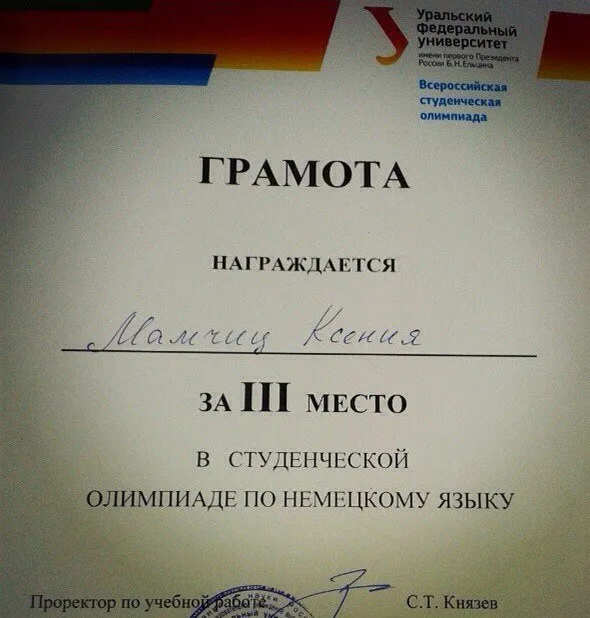 Уральский
федеральный
университет
имени первого Президента
России Б.Н.Ельцина
Всероссийская
студенческая
олимпиада
ГРАМОТА
НАГРАЖДАЕТСЯ
Мамчиц Ксения
ЗА III МЕСТО
В СТУДЕНЧЕСКОЙ
ОЛИМПИАДЕ ПО НЕМЕЦКОМУ ЯЗЫКУ
Проректор по учебной работе С.Т. Князев
науки